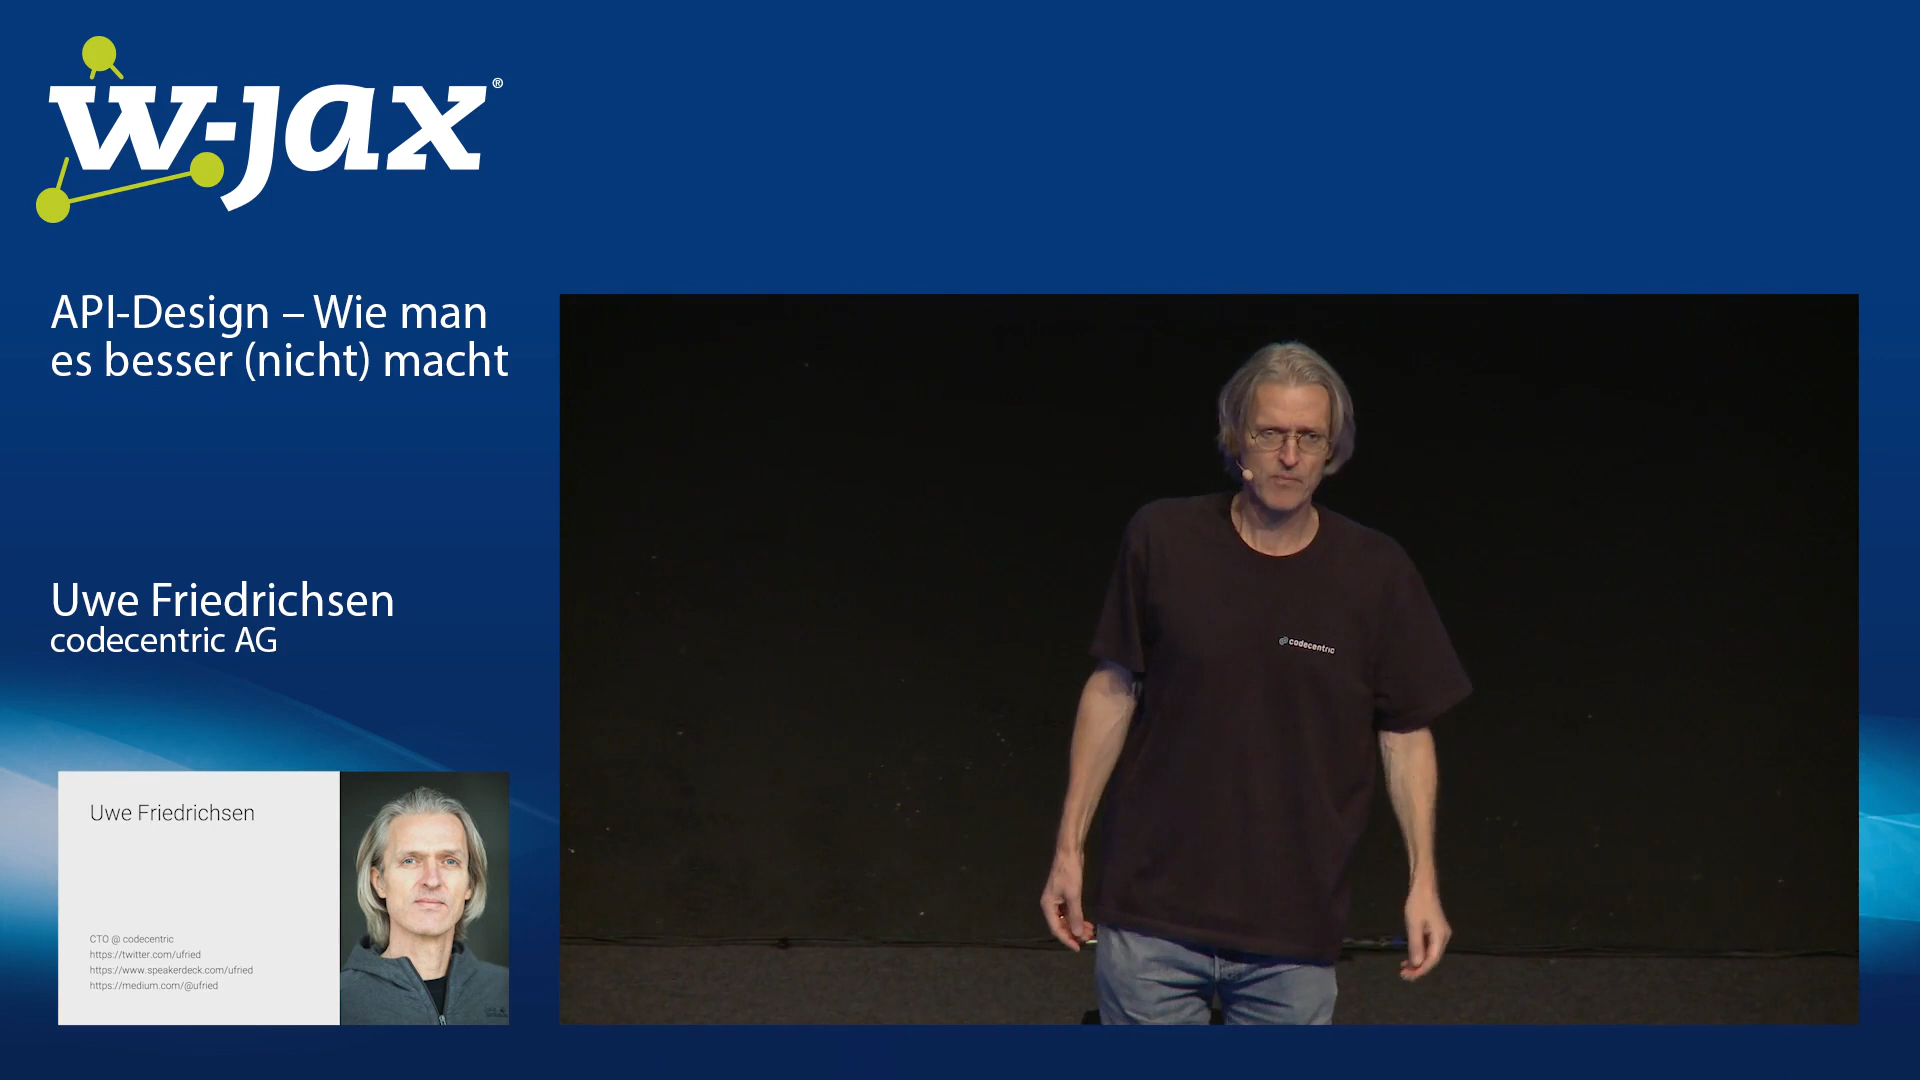 w-jax®
API-Design – Wie man
es besser (nicht) macht
Uwe Friedrichsen
codecentric AG
Uwe Friedrichsen
CTO @ codecentric
https://twitter.com/ufried
https://www.speakerdeck.com/ufried
https://medium.com/@ufried
codecentric